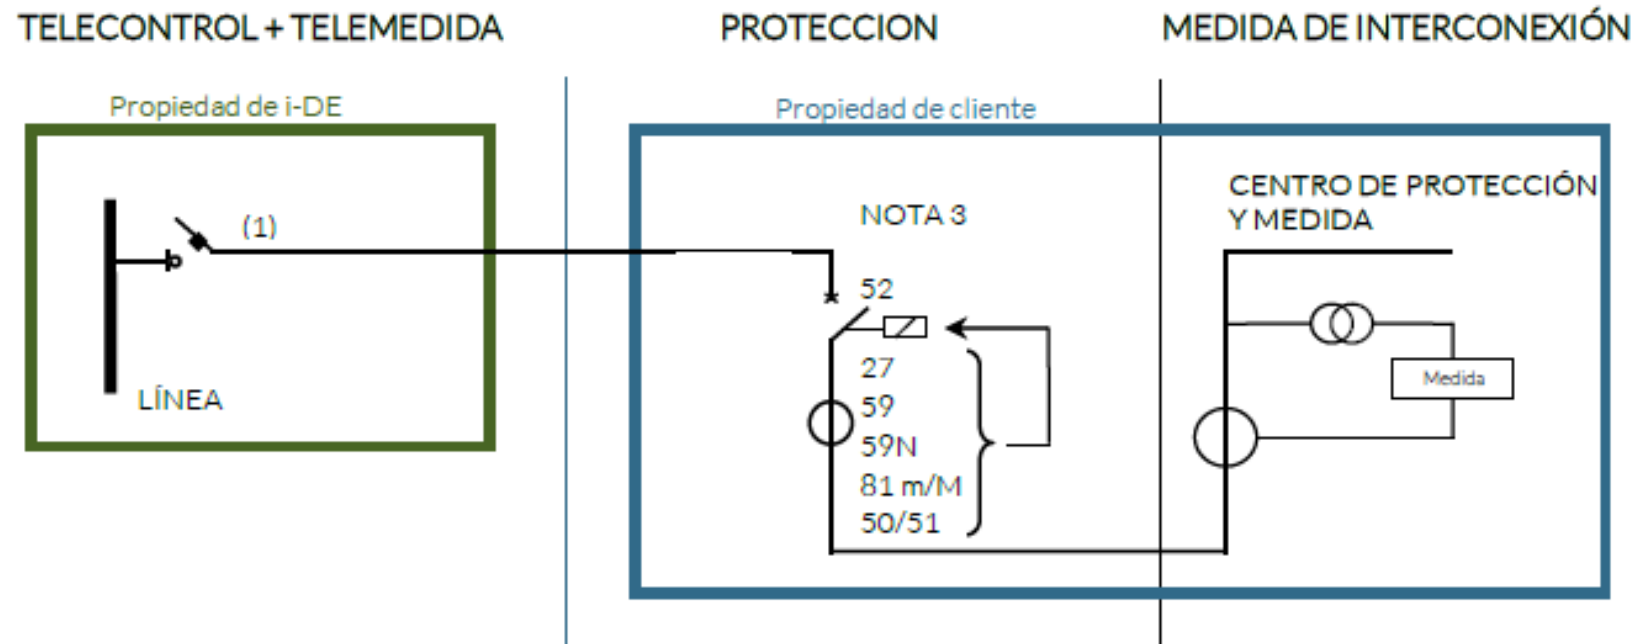 TELECONTROL + TELEMEDIDA
PROTECCION
MEDIDA DE INTERCONEXIÓN
Propiedad de i-DE
Propiedad de cliente
(1)
LÍNEA
NOTA 3
52
27
59
59N
81 m/M
50/51
CENTRO DE PROTECCIÓN
Y MEDIDA
Medida